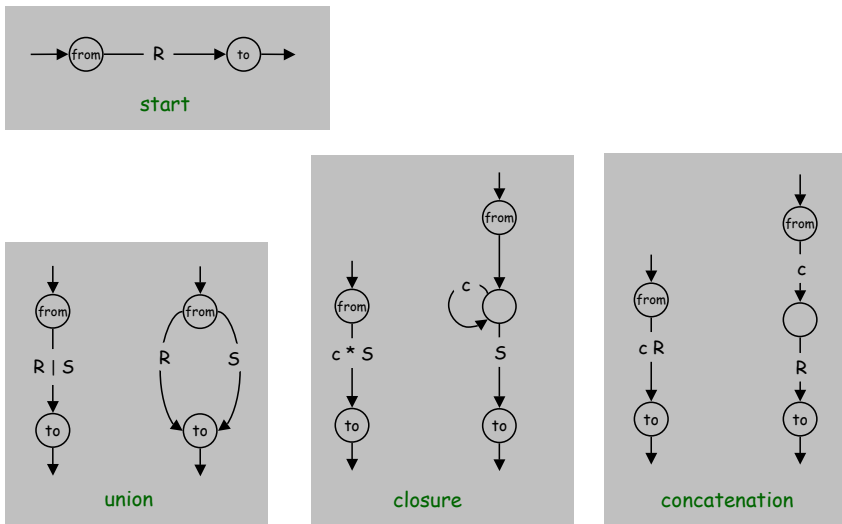 from R to
start
from
R | S
to
from
R S
to
union
from
c * S
to
from
c
S
to
closure
from
c R
to
from
c
R
to
concatenation